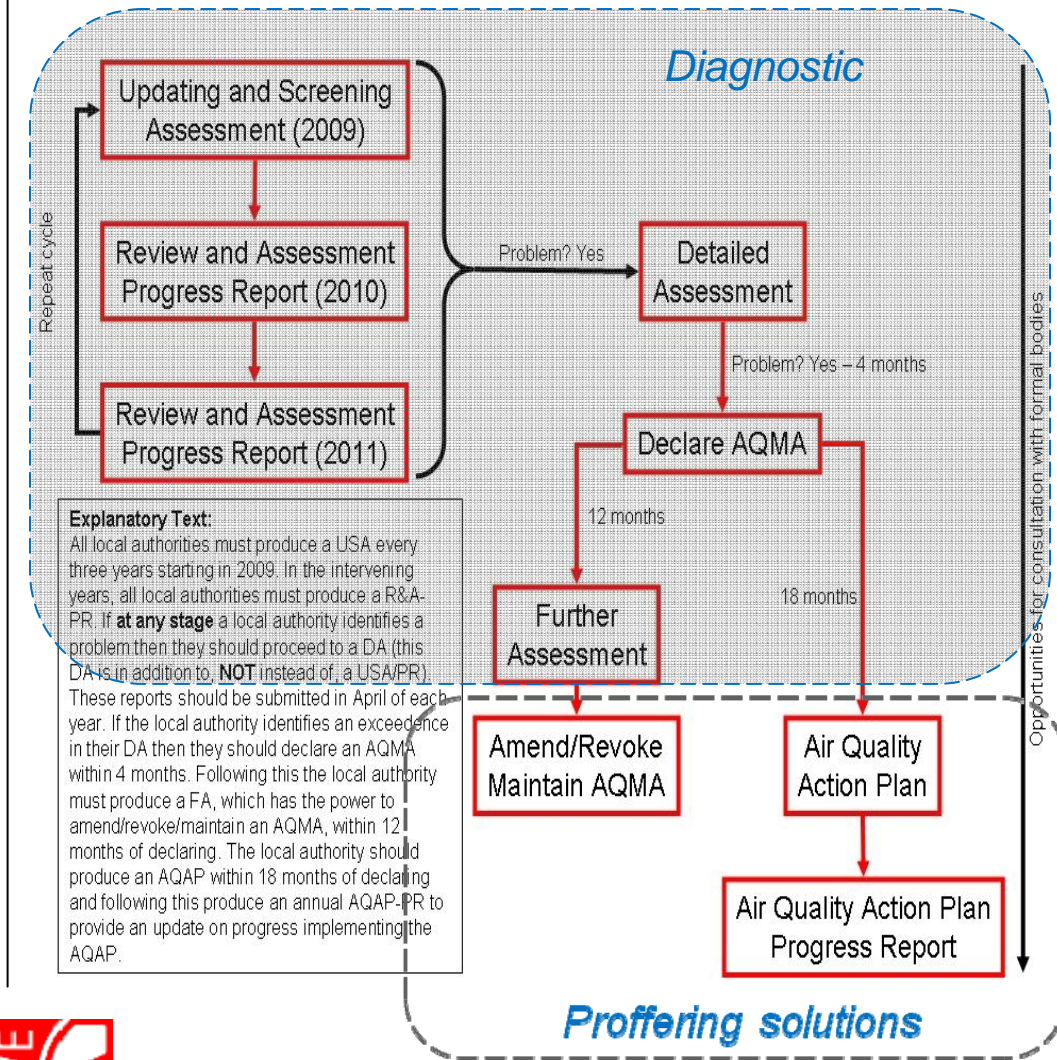 Diagnostic
Updating and Screening
Assessment (2009)
Repeat cycle
Review and Assessment
Progress Report (2010)
Problem? Yes
Detailed
Assessment
Problem? Yes – 4 months
Review and Assessment
Progress Report (2011)
Declare AQMA
12 months
18 months
Opportunities for consultation with formal bodies
Explanatory Text:
All local authorities must produce a USA every
three years starting in 2009. In the intervening
years, all local authorities must produce a R&A-
PR. If at any stage a local authority identifies a
problem then they should proceed to a DA (this
DA is in addition to, NOT instead of, a USA/PR).
These reports should be submitted in April of each
year. If the local authority identifies an exceedence
in their DA then they should declare an AQMA
within 4 months. Following this the local authority
must produce a FA, which has the power to
amend/revoke/maintain an AQMA, within 12
months of declaring. The local authority should
produce an AQAP within 18 months of declaring
and following this produce an annual AQAP-PR to
provide an update on progress implementing the
AQAP.
Further
Assessment
Amend/Revoke
Maintain AQMA
Air Quality
Action Plan
Air Quality Action Plan
Progress Report
Proffering solutions